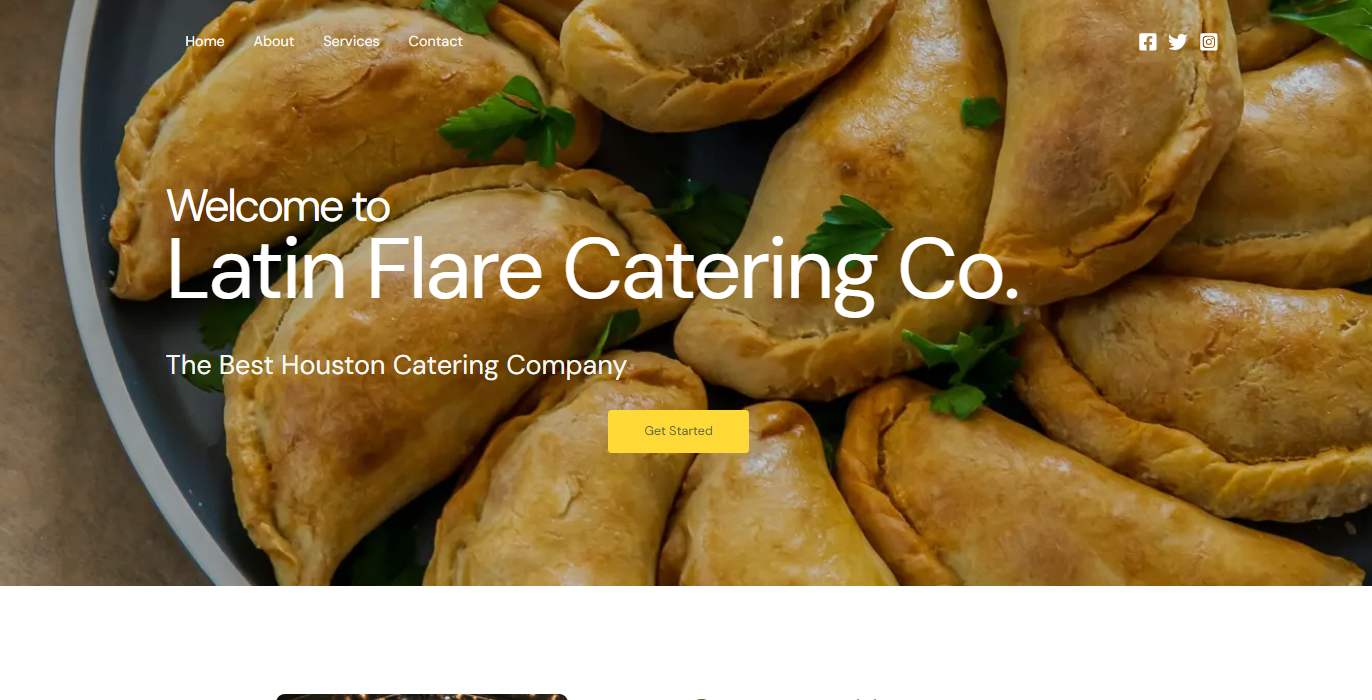 Home About Services Contact
Welcome to
Latin Flare Catering Co.
The Best Houston Catering Company
Get Started